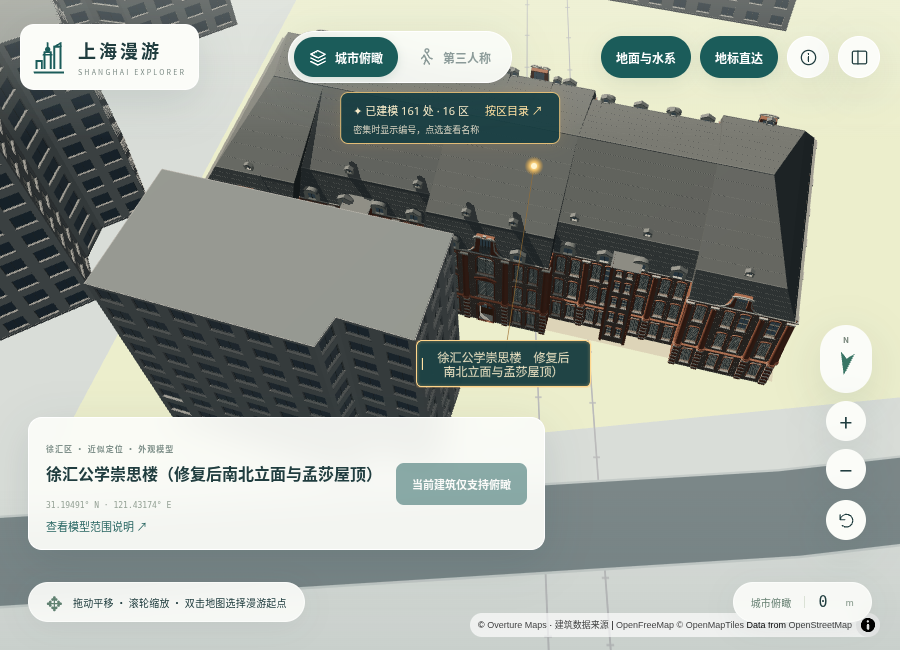 上海漫游
SHANGHAI EXPLORER
城市俯瞰
第三人称
地面与水系
地标直达
✦ 已建模 161 处 · 16 区 按区目录 ↗
密集时显示编号，点选查看名称
徐汇公学崇思楼 修复后
南北立面与孟莎屋顶）
N
+
−
徐汇区 · 近似定位 · 外观模型
徐汇公学崇思楼（修复后南北立面与孟莎屋顶）
当前建筑仅支持俯瞰
31.19491° N · 121.43174° E
查看模型范围说明 ↗
拖动平移 · 滚轮缩放 · 双击地图选择漫游起点
城市俯瞰 0 m
© Overture Maps · 建筑数据来源 | OpenFreeMap © OpenMapTiles Data from OpenStreetMap